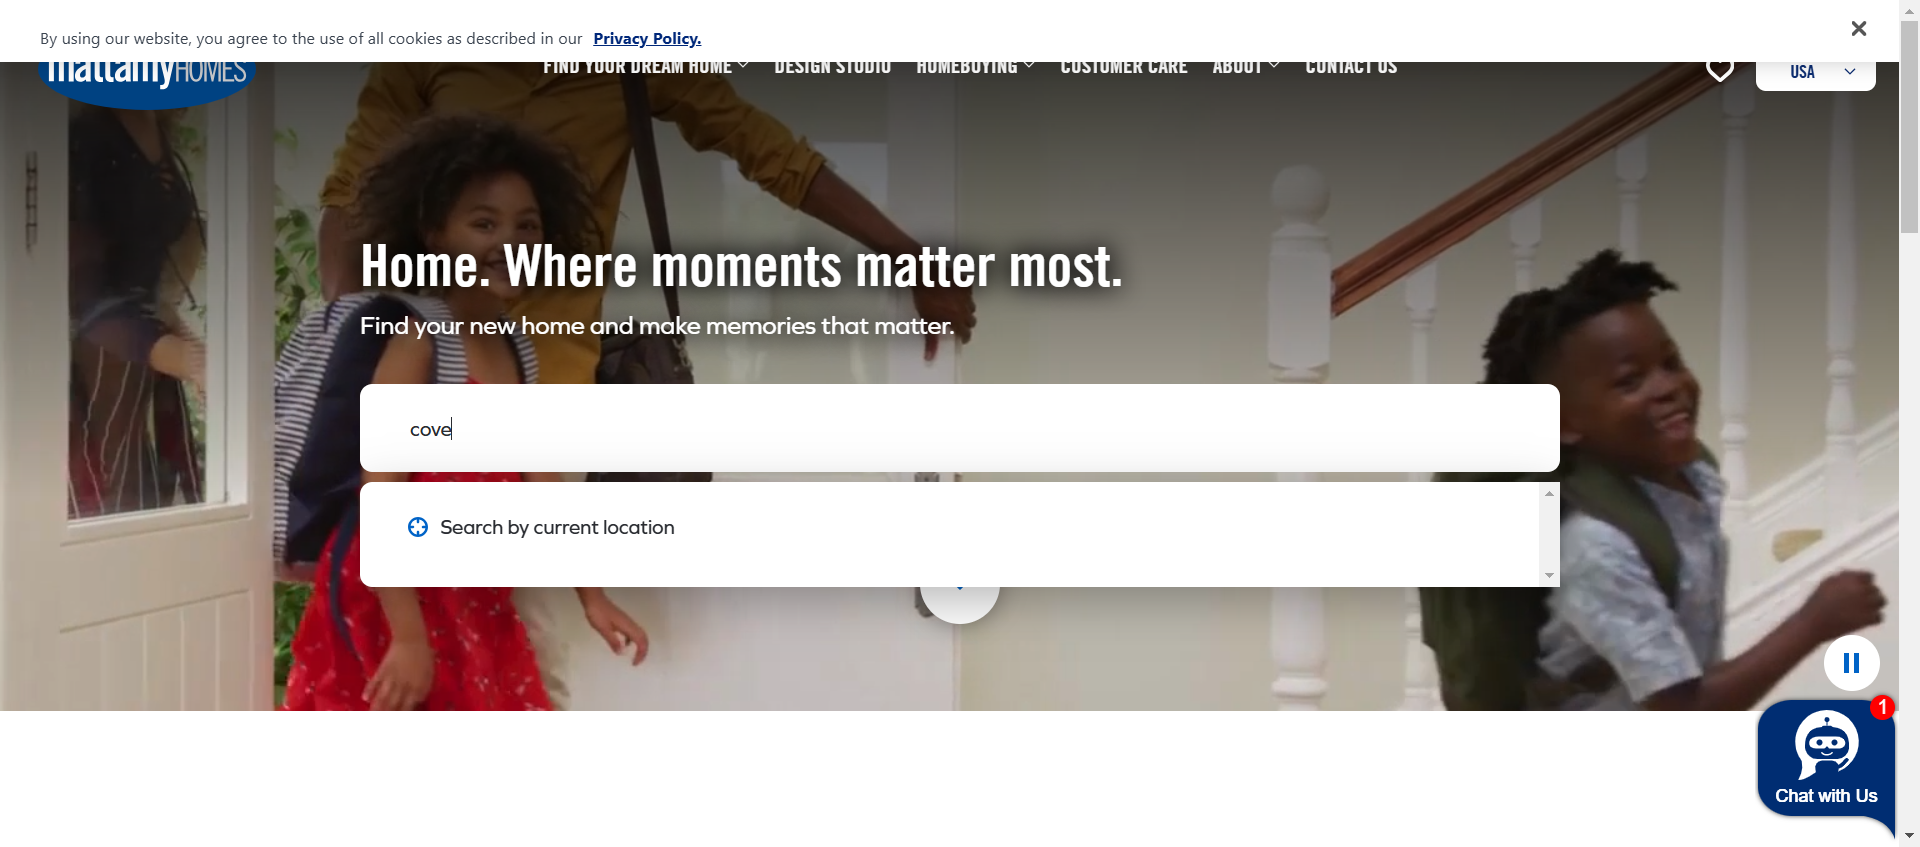 By using our website, you agree to the use of all cookies as described in our Privacy Policy.
mattamyHOMES
FIND YOUR DREAM HOME
DESIGN STUDIO
HOMEBUYING
CUSTOMER CARE
ABOUT
CONTACT US
USA
Home. Where moments matter most.
Find your new home and make memories that matter.
cove
Search by current location
1
Chat with Us